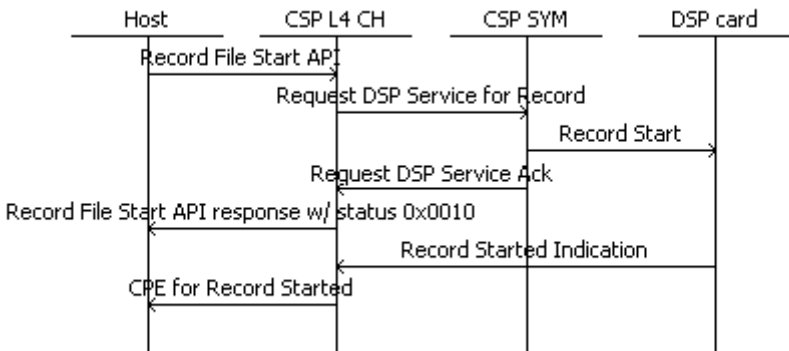 Host CSP L4 CH CSP SYM DSP card
Record File Start API
Request DSP Service for Record
Record Start
Request DSP Service Ack
Record File Start API response w/ status 0x0010
Record Started Indication
CPE for Record Started